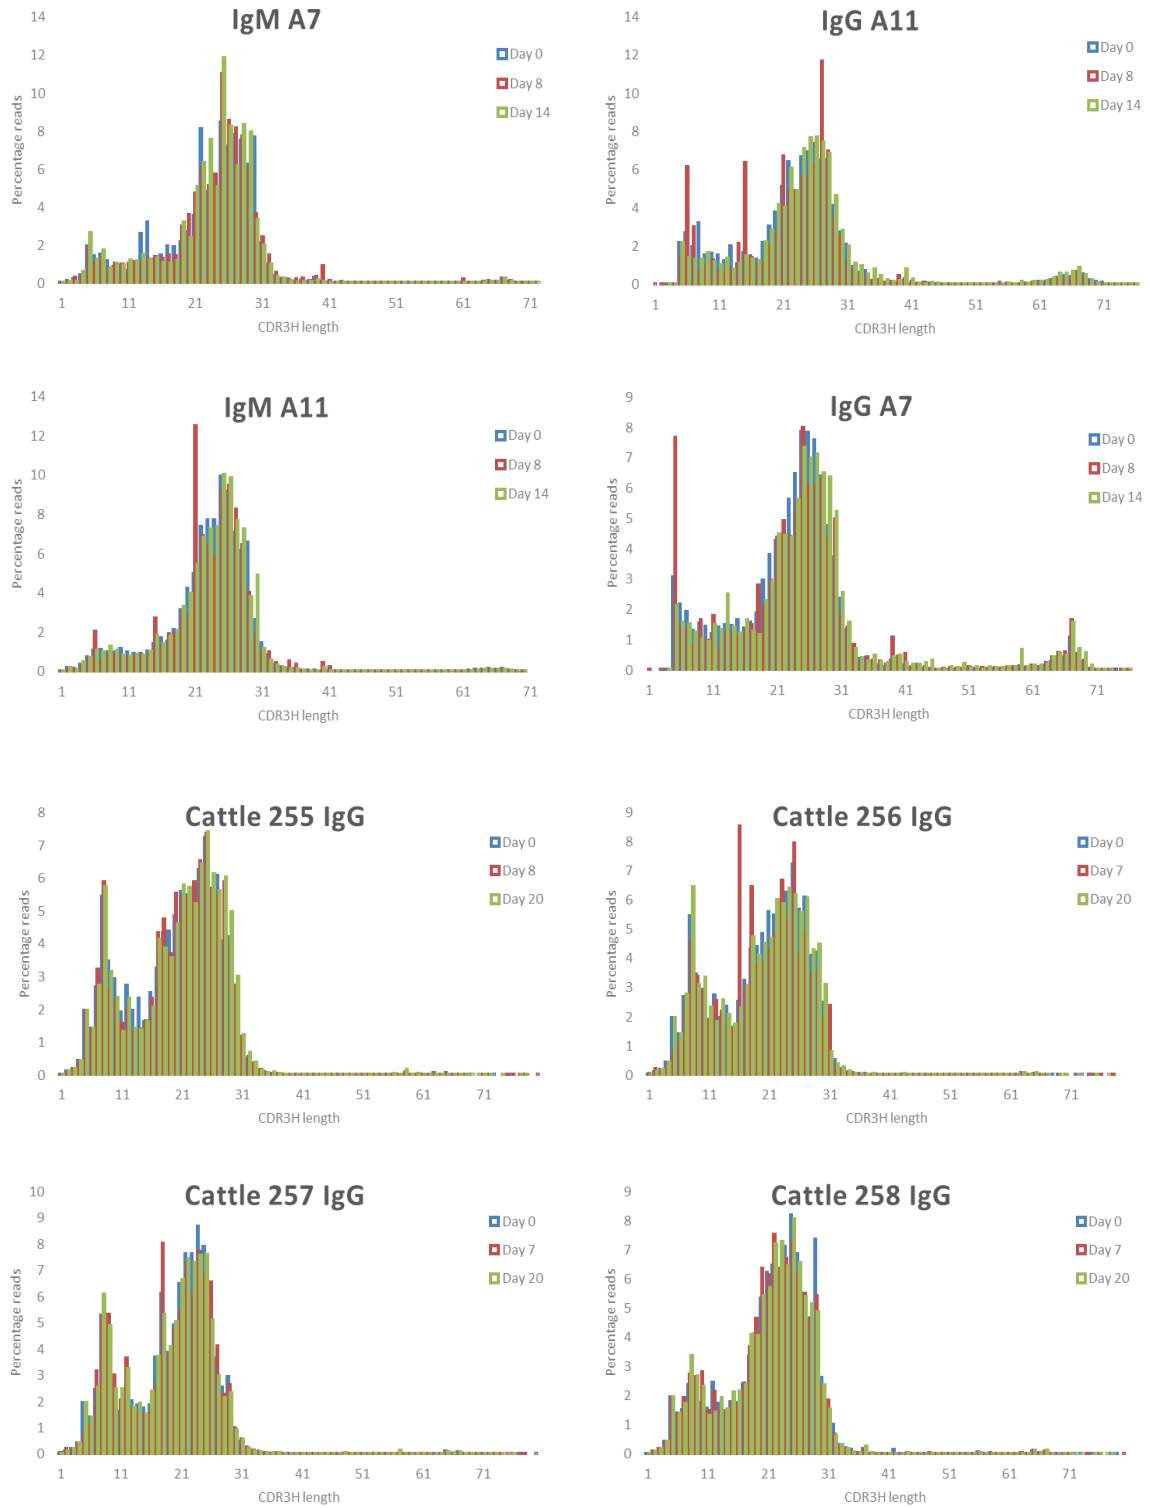 IgM A7
14
12
10
8
6
4
2
0
Percentage reads
Day 0
Day 8
Day 14
1 11 21 31 41 51 61 71
CDR3H length
IgG A11
14
12
10
8
6
4
2
0
Percentage reads
Day 0
Day 8
Day 14
1 11 21 31 41 51 61 71
CDR3H length
IgM A11
14
12
10
8
6
4
2
0
Percentage reads
Day 0
Day 8
Day 14
1 11 21 31 41 51 61 71
CDR3H length
IgG A7
9
8
7
6
5
4
3
2
1
0
Percentage reads
Day 0
Day 8
Day 14
1 11 21 31 41 51 61 71
CDR3H length
Cattle 255 IgG
8
7
6
5
4
3
2
1
0
Percentage reads
Day 0
Day 8
Day 20
1 11 21 31 41 51 61 71
CDR3H length
Cattle 256 IgG
9
8
7
6
5
4
3
2
1
0
Percentage reads
Day 0
Day 7
Day 20
1 11 21 31 41 51 61 71
CDR3H length
Cattle 257 IgG
10
9
8
7
6
5
4
3
2
1
0
Percentage reads
Day 0
Day 7
Day 20
1 11 21 31 41 51 61 71
CDR3H length
Cattle 258 IgG
9
8
7
6
5
4
3
2
1
0
Percentage reads
Day 0
Day 7
Day 20
1 11 21 31 41 51 61 71
CDR3H length